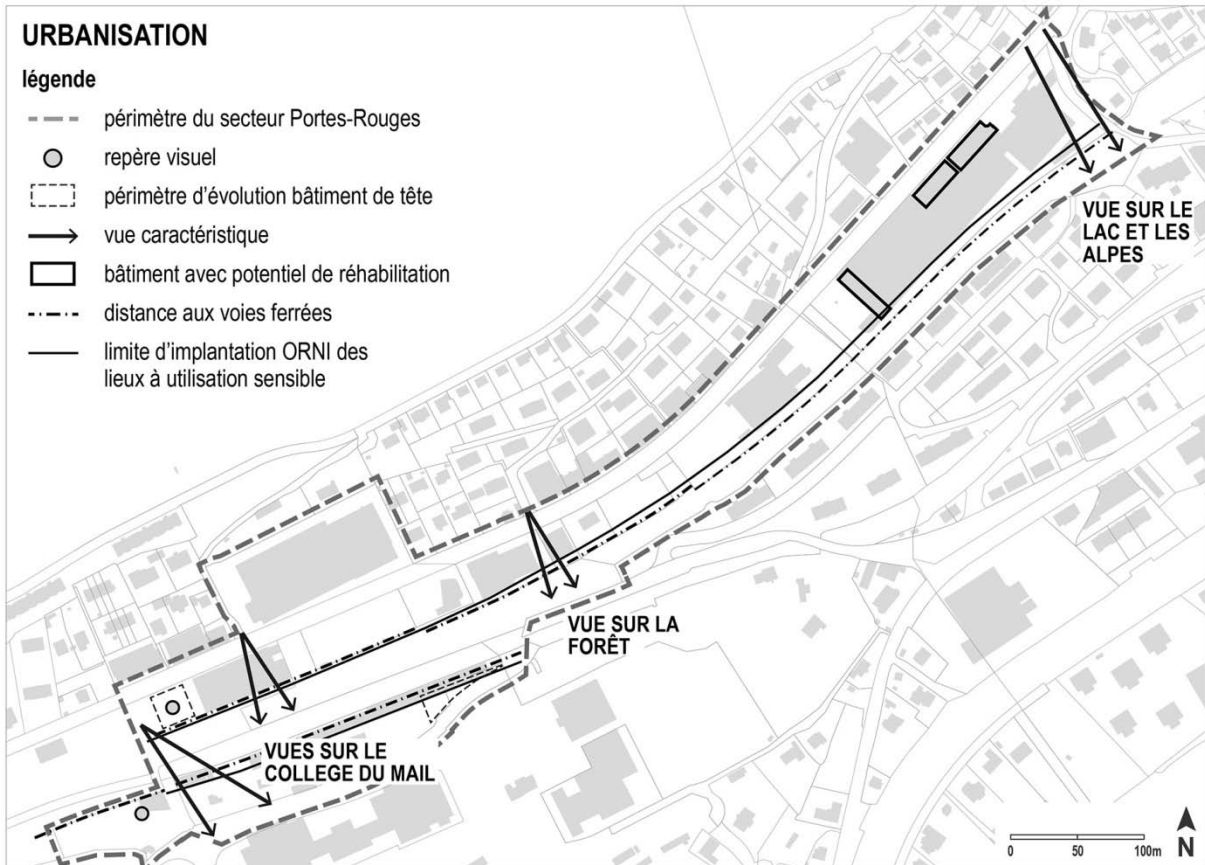 URBANISATION
légende
périmètre du secteur Portes-Rouges
repère visuel
périmètre d'évolution bâtiment de tête
vue caractéristique
bâtiment avec potentiel de réhabilitation
distance aux voies ferrées
limite d'implantation ORNI des
lieux à utilisation sensible
VUE SUR LE
LAC ET LES
ALPES
VUE SUR LA
FORÊT
VUES SUR LE
COLLEGE DU MAIL
0 50 100m
N